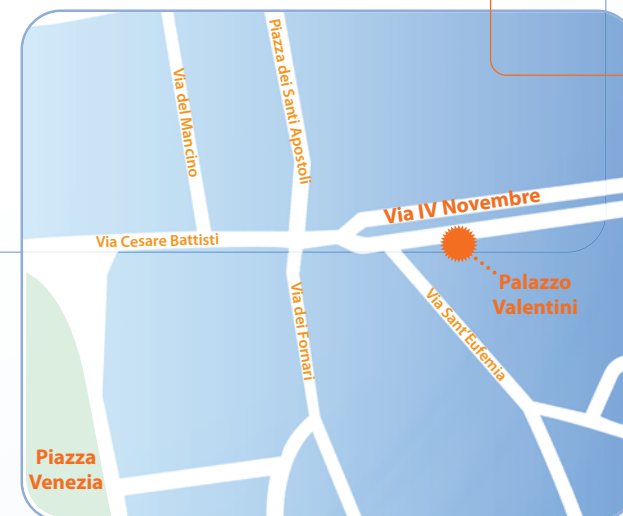 Via del Mancino
Piazza dei Santi Apostoli
Via IV Novembre
Via Cesare Battisti
Palazzo
Valentini
Via dei Fornari
Via Sant'Eufemia
Piazza
Venezia